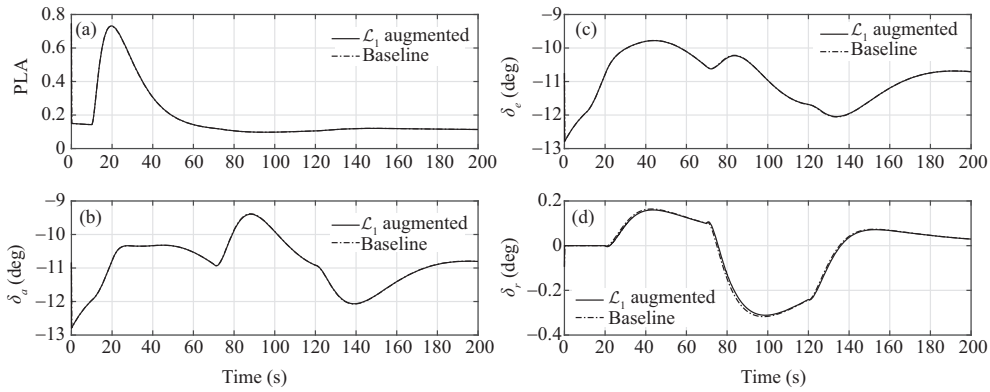 (a)
0.8
0.6
0.4
0.2
0
PLA
ℒ1 augmented
Baseline
0 20 40 60 80 100 120 140 160 180 200
(b)
−9
−10
−11
−12
−13
δa (deg)
ℒ1 augmented
Baseline
0 20 40 60 80 100 120 140 160 180 200
Time (s)
(c)
−9
−10
−11
−12
−13
δe (deg)
ℒ1 augmented
Baseline
0 20 40 60 80 100 120 140 160 180 200
(d)
0.2
0
−0.2
−0.4
δr (deg)
ℒ1 augmented
Baseline
0 20 40 60 80 100 120 140 160 180 200
Time (s)